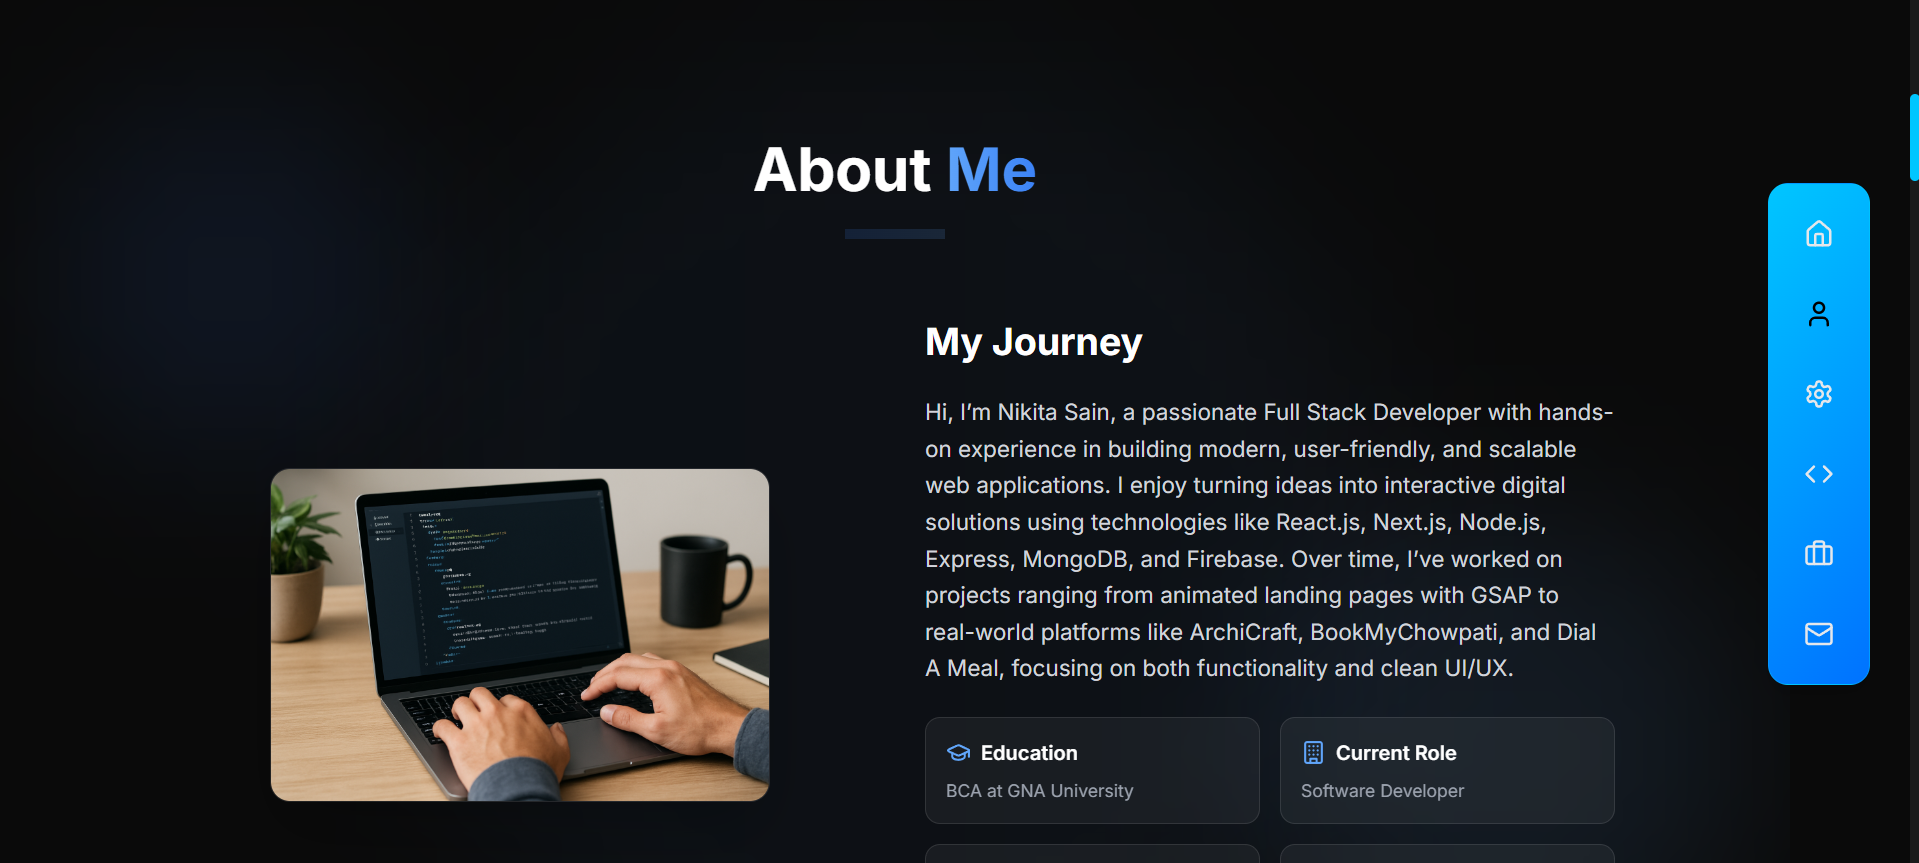 About Me
My Journey
Hi, I’m Nikita Sain, a passionate Full Stack Developer with hands-
on experience in building modern, user-friendly, and scalable
web applications. I enjoy turning ideas into interactive digital
solutions using technologies like React.js, Next.js, Node.js,
Express, MongoDB, and Firebase. Over time, I’ve worked on
projects ranging from animated landing pages with GSAP to
real-world platforms like ArchiCraft, BookMyChowpati, and Dial
A Meal, focusing on both functionality and clean UI/UX.
Education
BCA at GNA University
Current Role
Software Developer